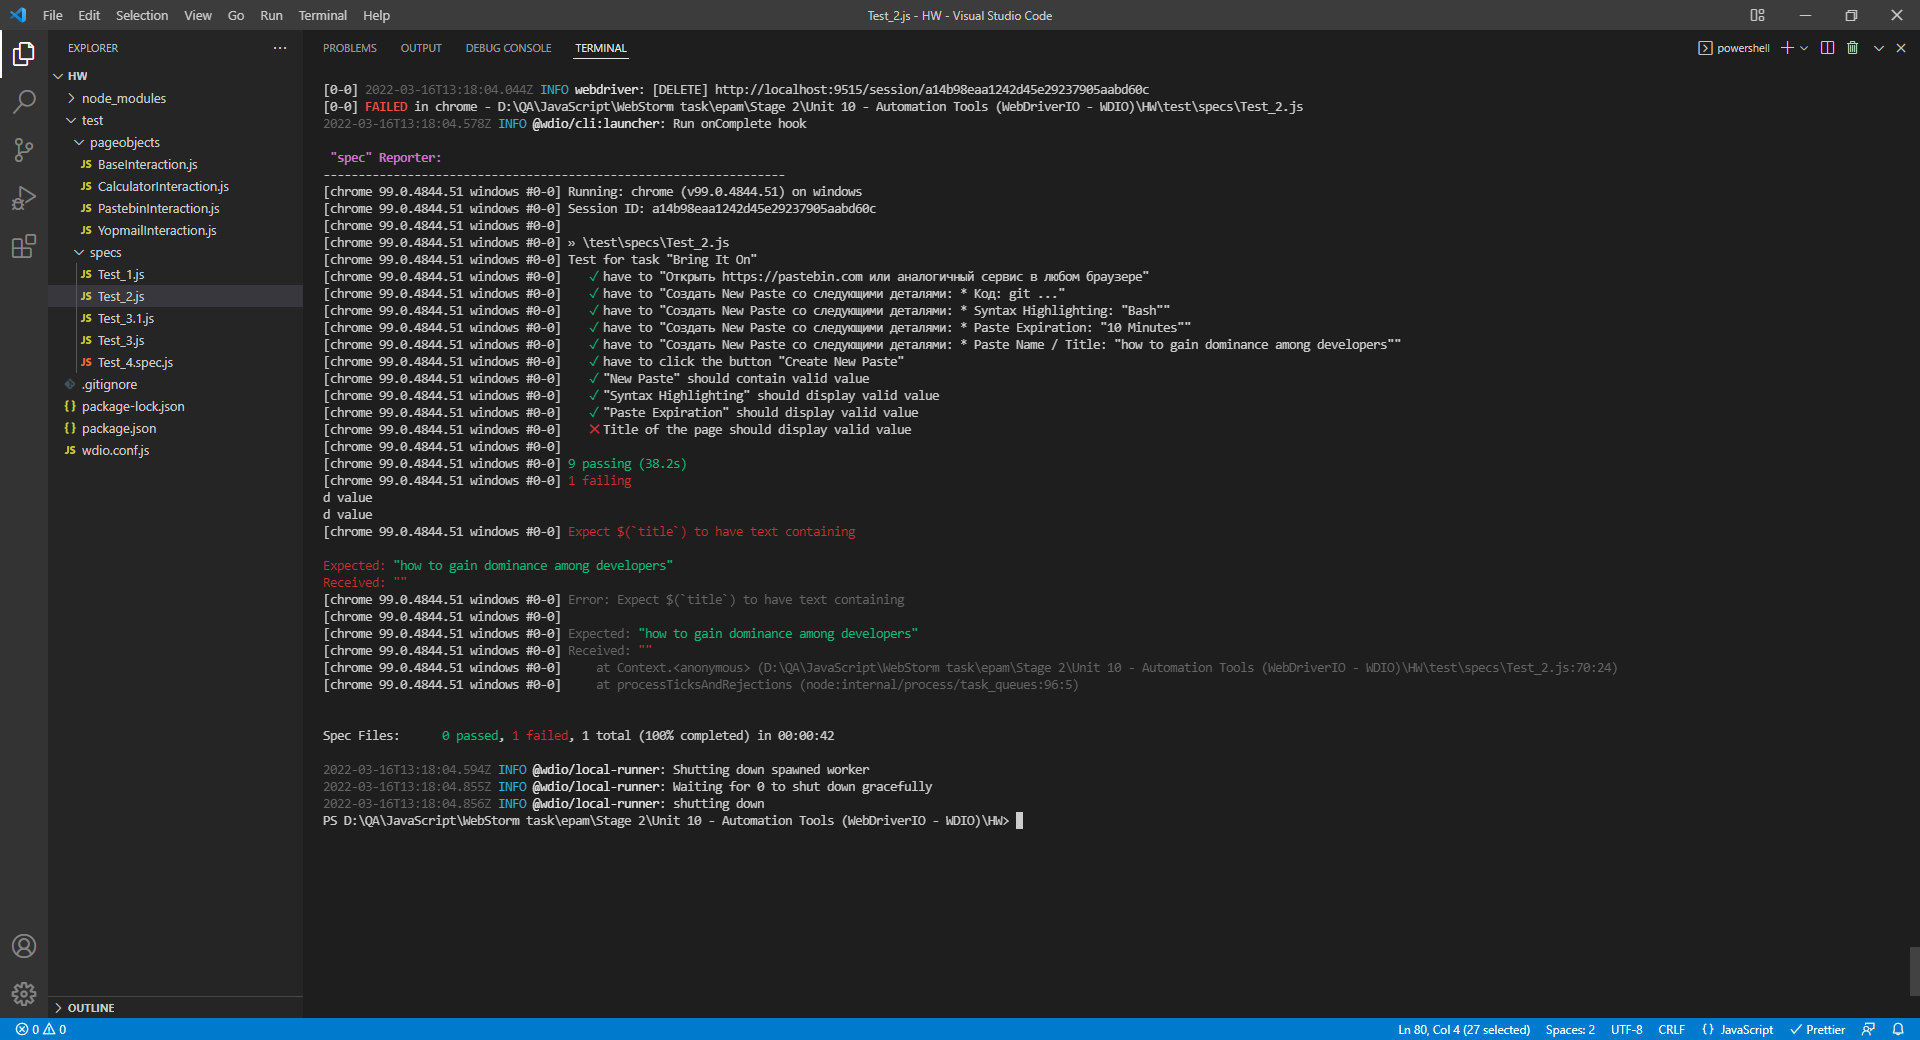 File Edit Selection View Go Run Terminal Help
Test_2.js - HW - Visual Studio Code
EXPLORER
HW
node_modules
test
pageobjects
JS BaseInteraction.js
JS CalculatorInteraction.js
JS PastebinInteraction.js
JS YopmailInteraction.js
specs
JS Test_1.js
JS Test_2.js
JS Test_3.1.js
JS Test_3.js
JS Test_4.spec.js
.gitignore
{} package-lock.json
{} package.json
JS wdio.conf.js
OUTLINE
PROBLEMS OUTPUT DEBUG CONSOLE TERMINAL
powershell
[0-0] 2022-03-16T13:18:04.044Z INFO webdriver: [DELETE] http://localhost:9515/session/a14b98eaa1242d45e29237905aabd60c
[0-0] FAILED in chrome - D:\QA\JavaScript\WebStorm task\epam\Stage 2\Unit 10 - Automation Tools (WebDriverIO - WDIO)\HW\test\specs\Test_2.js
2022-03-16T13:18:04.578Z INFO @wdio/cli:launcher: Run onComplete hook
"spec" Reporter:
------------------------------------------------------------------
[chrome 99.0.4844.51 windows #0-0] Running: chrome (v99.0.4844.51) on windows
[chrome 99.0.4844.51 windows #0-0] Session ID: a14b98eaa1242d45e29237905aabd60c
[chrome 99.0.4844.51 windows #0-0]
[chrome 99.0.4844.51 windows #0-0] » \test\specs\Test_2.js
[chrome 99.0.4844.51 windows #0-0] Test for task "Bring It On"
[chrome 99.0.4844.51 windows #0-0] ✓ have to "Открыть https://pastebin.com или аналогичный сервис в любом браузере"
[chrome 99.0.4844.51 windows #0-0] ✓ have to "Создать New Paste со следующими деталями: * Код: git ..."
[chrome 99.0.4844.51 windows #0-0] ✓ have to "Создать New Paste со следующими деталями: * Syntax Highlighting: "Bash""
[chrome 99.0.4844.51 windows #0-0] ✓ have to "Создать New Paste со следующими деталями: * Paste Expiration: "10 Minutes""
[chrome 99.0.4844.51 windows #0-0] ✓ have to "Создать New Paste со следующими деталями: * Paste Name / Title: "how to gain dominance among developers""
[chrome 99.0.4844.51 windows #0-0] ✓ have to click the button "Create New Paste"
[chrome 99.0.4844.51 windows #0-0] ✓ "New Paste" should contain valid value
[chrome 99.0.4844.51 windows #0-0] ✓ "Syntax Highlighting" should display valid value
[chrome 99.0.4844.51 windows #0-0] ✓ "Paste Expiration" should display valid value
[chrome 99.0.4844.51 windows #0-0] ✕ Title of the page should display valid value
[chrome 99.0.4844.51 windows #0-0]
[chrome 99.0.4844.51 windows #0-0] 9 passing (38.2s)
[chrome 99.0.4844.51 windows #0-0] 1 failing
d value
d value
[chrome 99.0.4844.51 windows #0-0] Expect $(`title`) to have text containing
Expected: "how to gain dominance among developers"
Received: ""
[chrome 99.0.4844.51 windows #0-0] Error: Expect $(`title`) to have text containing
[chrome 99.0.4844.51 windows #0-0]
[chrome 99.0.4844.51 windows #0-0] Expected: "how to gain dominance among developers"
[chrome 99.0.4844.51 windows #0-0] Received: ""
[chrome 99.0.4844.51 windows #0-0] at Context.<anonymous> (D:\QA\JavaScript\WebStorm task\epam\Stage 2\Unit 10 - Automation Tools (WebDriverIO - WDIO)\HW\test\specs\Test_2.js:70:24)
[chrome 99.0.4844.51 windows #0-0] at processTicksAndRejections (node:internal/process/task_queues:96:5)
Spec Files: 0 passed, 1 failed, 1 total (100% completed) in 00:00:42
2022-03-16T13:18:04.594Z INFO @wdio/local-runner: Shutting down spawned worker
2022-03-16T13:18:04.855Z INFO @wdio/local-runner: Waiting for 0 to shut down gracefully
2022-03-16T13:18:04.856Z INFO @wdio/local-runner: shutting down
PS D:\QA\JavaScript\WebStorm task\epam\Stage 2\Unit 10 - Automation Tools (WebDriverIO - WDIO)\HW>
0 0
Ln 80, Col 4 (27 selected) Spaces: 2 UTF-8 CRLF {} JavaScript ✓ Prettier